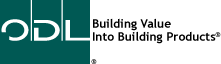 ODL
Building Value
Into Building Products®
®